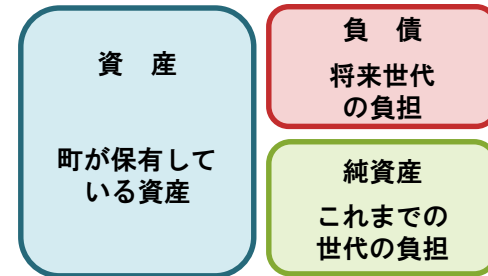 資　産
町が保有して
いる資産
負　債
将来世代
の負担
純資産
これまでの
世代の負担